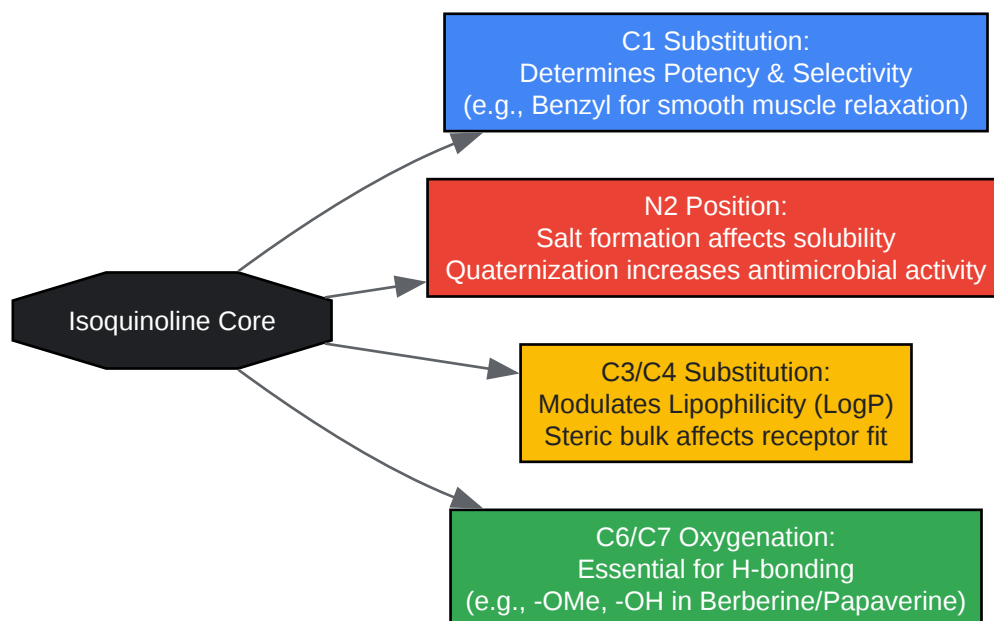 C1 Substitution:
Determines Potency & Selectivity
(e.g., Benzyl for smooth muscle relaxation)
N2 Position:
Salt formation affects solubility
Quaternization increases antimicrobial activity
Isoquinoline Core
C3/C4 Substitution:
Modulates Lipophilicity (LogP)
Steric bulk affects receptor fit
C6/C7 Oxygenation:
Essential for H-bonding
(e.g., -OMe, -OH in Berberine/Papaverine)